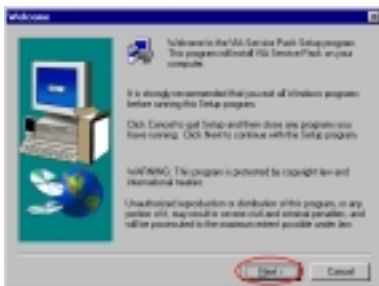 Welcome
Welcome to the VIA Service Pack Setup program.
This program will install VIA Service Pack on your
computer.
It is strongly recommended that you exit all Windows programs
before running this Setup program.
Click Cancel to quit Setup and then close any programs you
have running. Click Next to continue with the Setup program.
WARNING: This program is protected by copyright law and
international treaties.
Unauthorized reproduction or distribution of this program, or any
portion of it, may result in severe civil and criminal penalties, and
will be prosecuted to the maximum extent possible under law.
Next >
Cancel